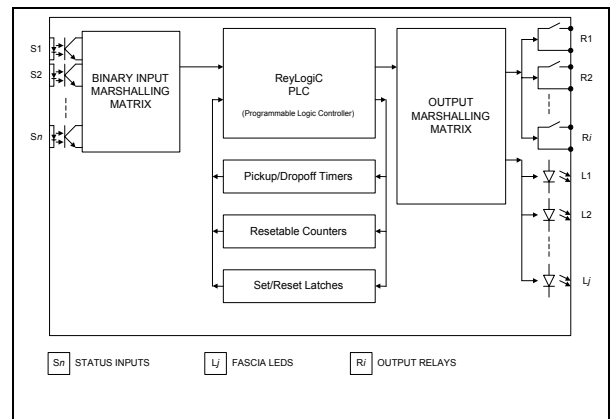 S1
S2
Sn
BINARY INPUT
MARSHALLING
MATRIX
ReyLogiC
PLC
(Programmable Logic Controller)
Pickup/Dropoff Timers
Resetable Counters
Set/Reset Latches
OUTPUT
MARSHALLING
MATRIX
R1
R2
Ri
L1
L2
Lj
Sn STATUS INPUTS
Lj FASCIA LEDS
Ri OUTPUT RELAYS